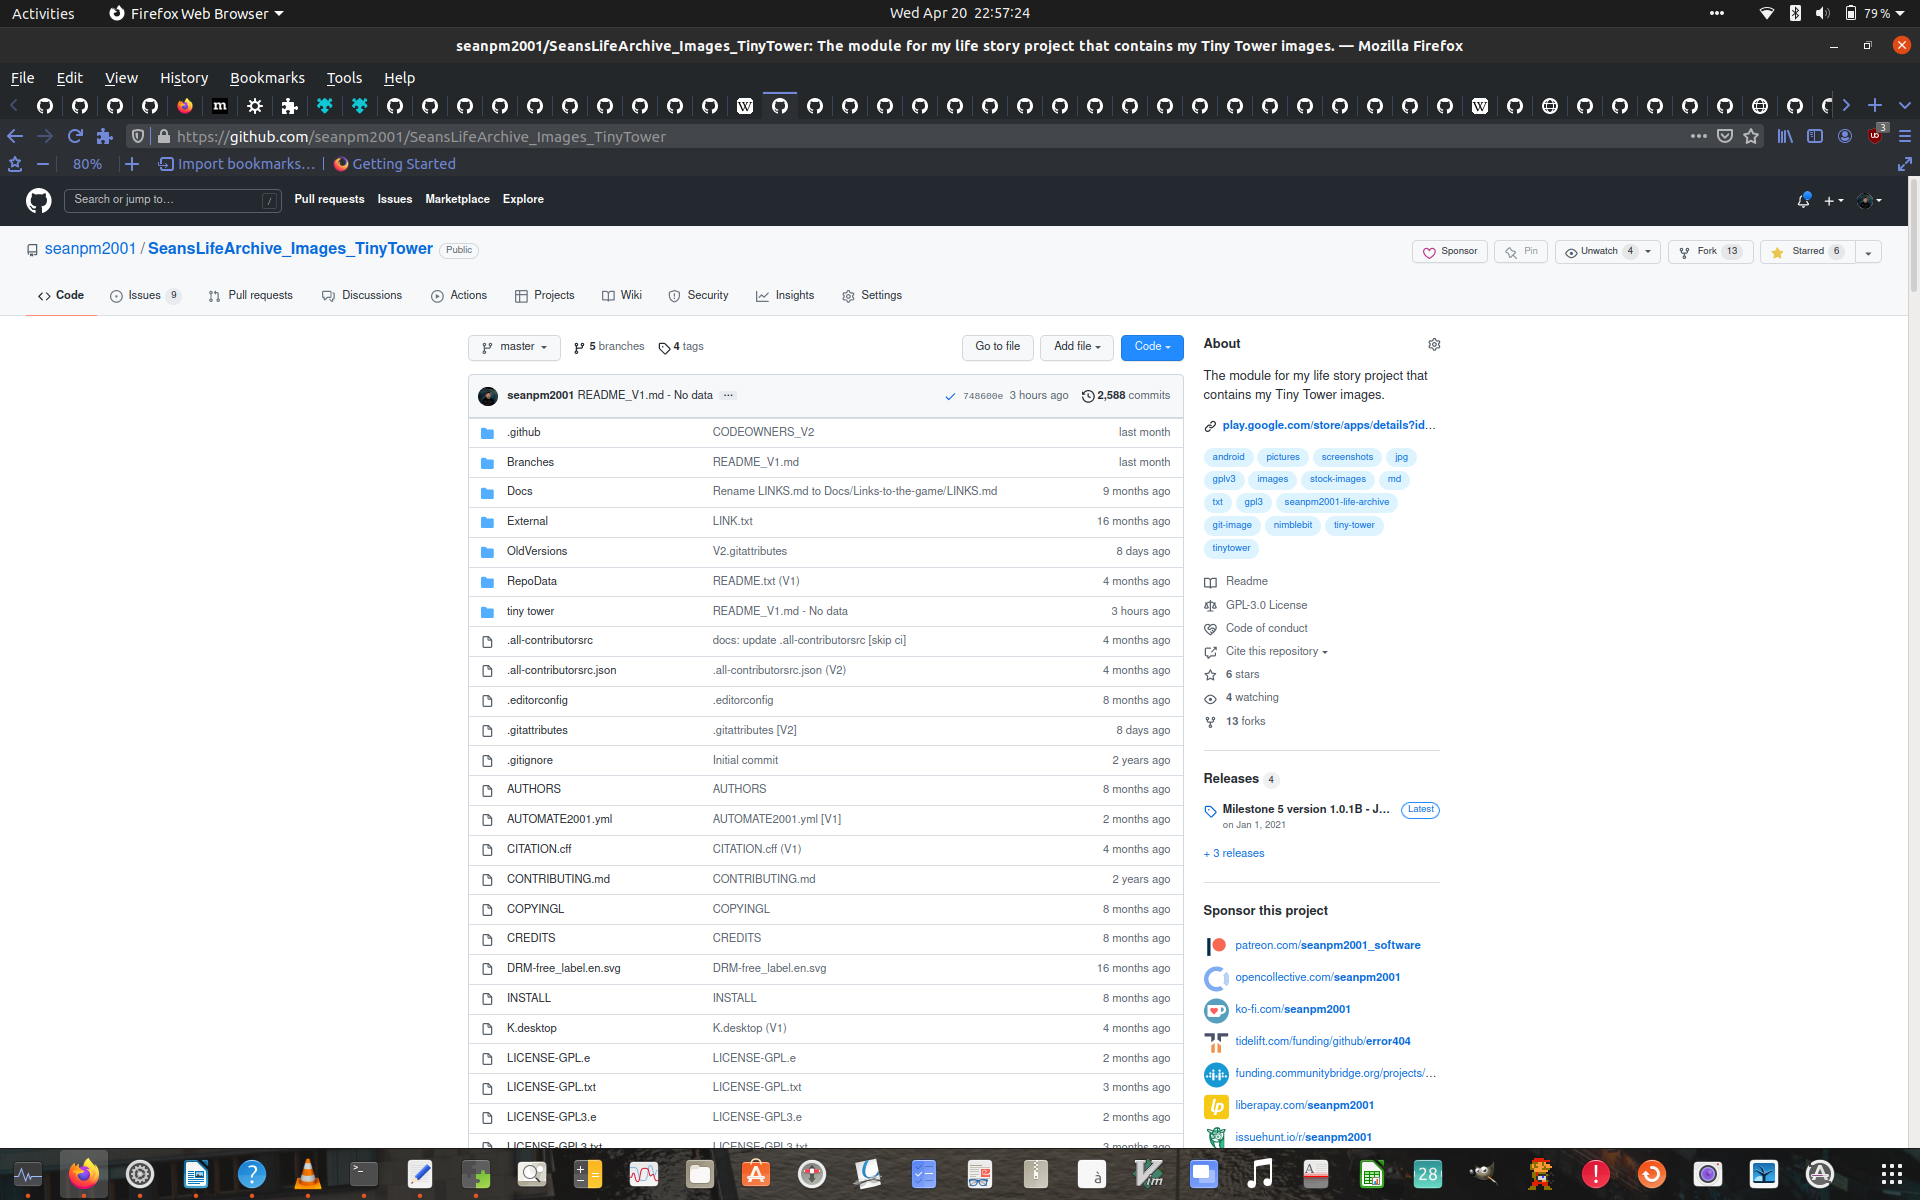 Activities Firefox Web Browser Wed Apr 20 22:57:24 79 %
seanpm2001/SeansLifeArchive_Images_TinyTower: The module for my life story project that contains my Tiny Tower images. — Mozilla Firefox
File Edit View History Bookmarks Tools Help
https://github.com/seanpm2001/SeansLifeArchive_Images_TinyTower 3
80% Import bookmarks... Getting Started
Search or jump to... / Pull requests Issues Marketplace Explore
seanpm2001 / SeansLifeArchive_Images_TinyTower Public Sponsor Pin Unwatch 4 Fork 13 Starred 6
Code Issues 9 Pull requests Discussions Actions Projects Wiki Security Insights Settings
master 5 branches 4 tags Go to file Add file Code
seanpm2001 README_V1.md - No data ... 748600e 3 hours ago 2,588 commits
.github CODEOWNERS_V2 last month
Branches README_V1.md last month
Docs Rename LINKS.md to Docs/Links-to-the-game/LINKS.md 9 months ago
External LINK.txt 16 months ago
OldVersions V2.gitattributes 8 days ago
RepoData README.txt (V1) 4 months ago
tiny tower README_V1.md - No data 3 hours ago
.all-contributorsrc docs: update .all-contributorsrc [skip ci] 4 months ago
.all-contributorsrc.json .all-contributorsrc.json (V2) 4 months ago
.editorconfig .editorconfig 8 months ago
.gitattributes .gitattributes [V2] 8 days ago
.gitignore Initial commit 2 years ago
AUTHORS AUTHORS 8 months ago
AUTOMATE2001.yml AUTOMATE2001.yml [V1] 2 months ago
CITATION.cff CITATION.cff (V1) 4 months ago
CONTRIBUTING.md CONTRIBUTING.md 2 years ago
COPYINGL COPYINGL 8 months ago
CREDITS CREDITS 8 months ago
DRM-free_label.en.svg DRM-free_label.en.svg 16 months ago
INSTALL INSTALL 8 months ago
K.desktop K.desktop (V1) 4 months ago
LICENSE-GPL.e LICENSE-GPL.e 2 months ago
LICENSE-GPL.txt LICENSE-GPL.txt 3 months ago
LICENSE-GPL3.e LICENSE-GPL3.e 2 months ago
LICENSE-GPL3.txt LICENSE-GPL3.txt 3 months ago
About
The module for my life story project that
contains my Tiny Tower images.
play.google.com/store/apps/details?id...
android pictures screenshots jpg
gplv3 images stock-images md
txt gpl3 seanpm2001-life-archive
git-image nimblebit tiny-tower
tinytower
Readme
GPL-3.0 License
Code of conduct
Cite this repository
6 stars
4 watching
13 forks
Releases 4
Milestone 5 version 1.0.1B - J... Latest
on Jan 1, 2021
+ 3 releases
Sponsor this project
patreon.com/seanpm2001_software
opencollective.com/seanpm2001
ko-fi.com/seanpm2001
tidelift.com/funding/github/error404
funding.communitybridge.org/projects/...
liberapay.com/seanpm2001
issuehunt.io/r/seanpm2001
28